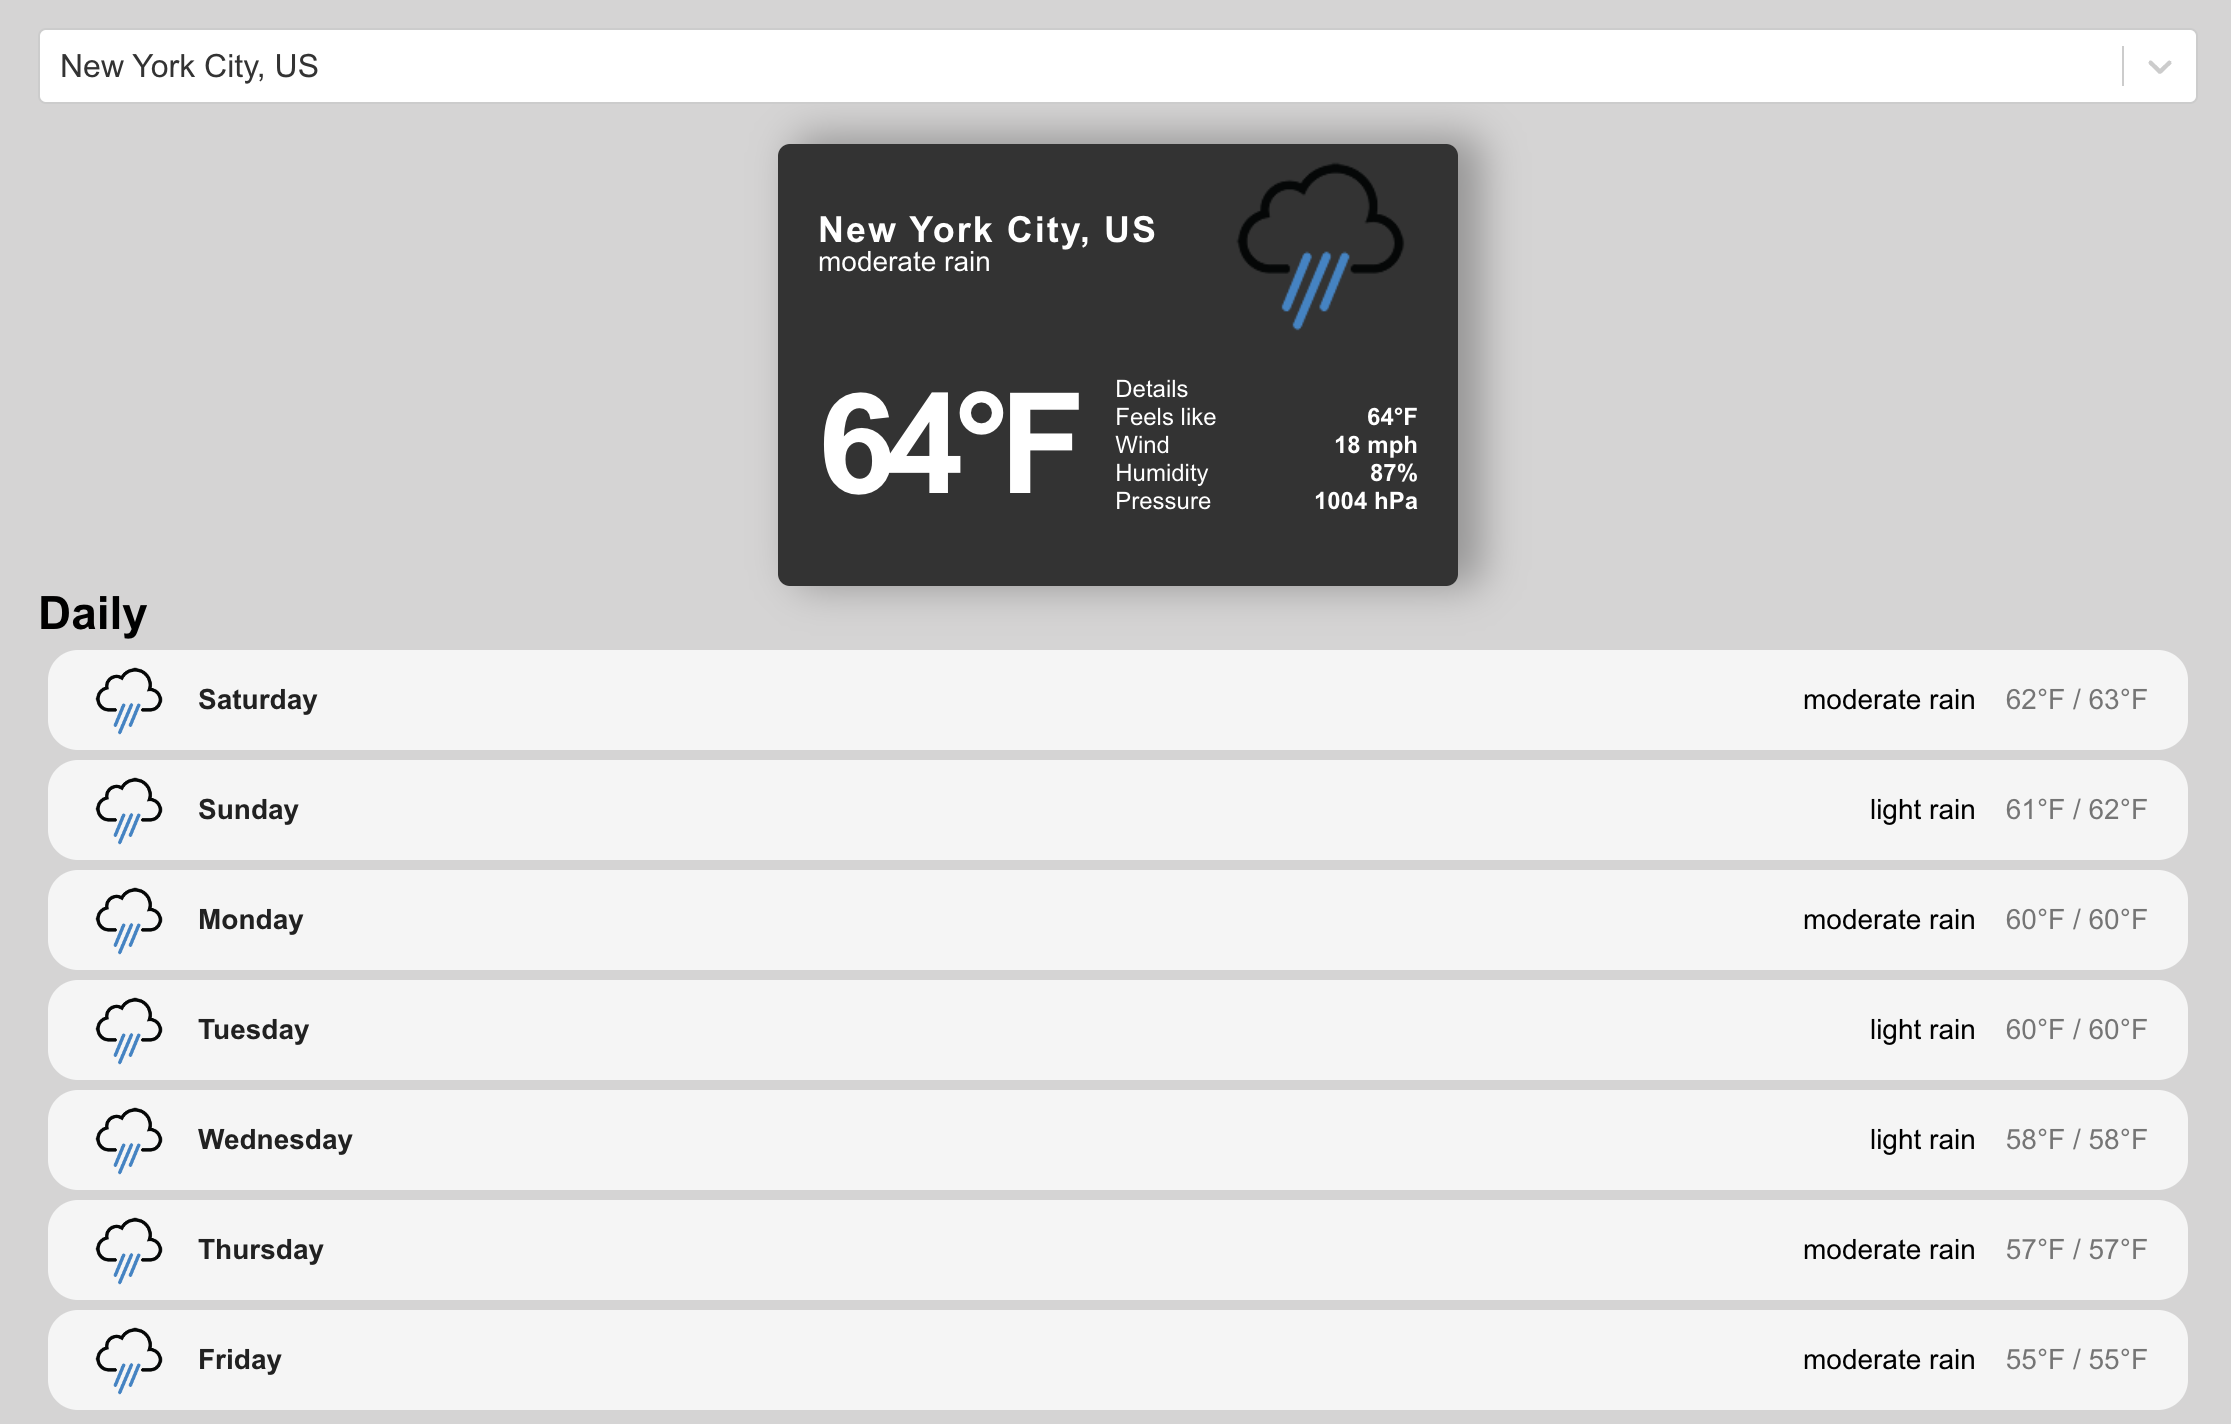 New York City, US
New York City, US
moderate rain
64°F
Details
Feels like 64°F
Wind 18 mph
Humidity 87%
Pressure 1004 hPa
Daily
Saturday moderate rain 62°F / 63°F
Sunday light rain 61°F / 62°F
Monday moderate rain 60°F / 60°F
Tuesday light rain 60°F / 60°F
Wednesday light rain 58°F / 58°F
Thursday moderate rain 57°F / 57°F
Friday moderate rain 55°F / 55°F